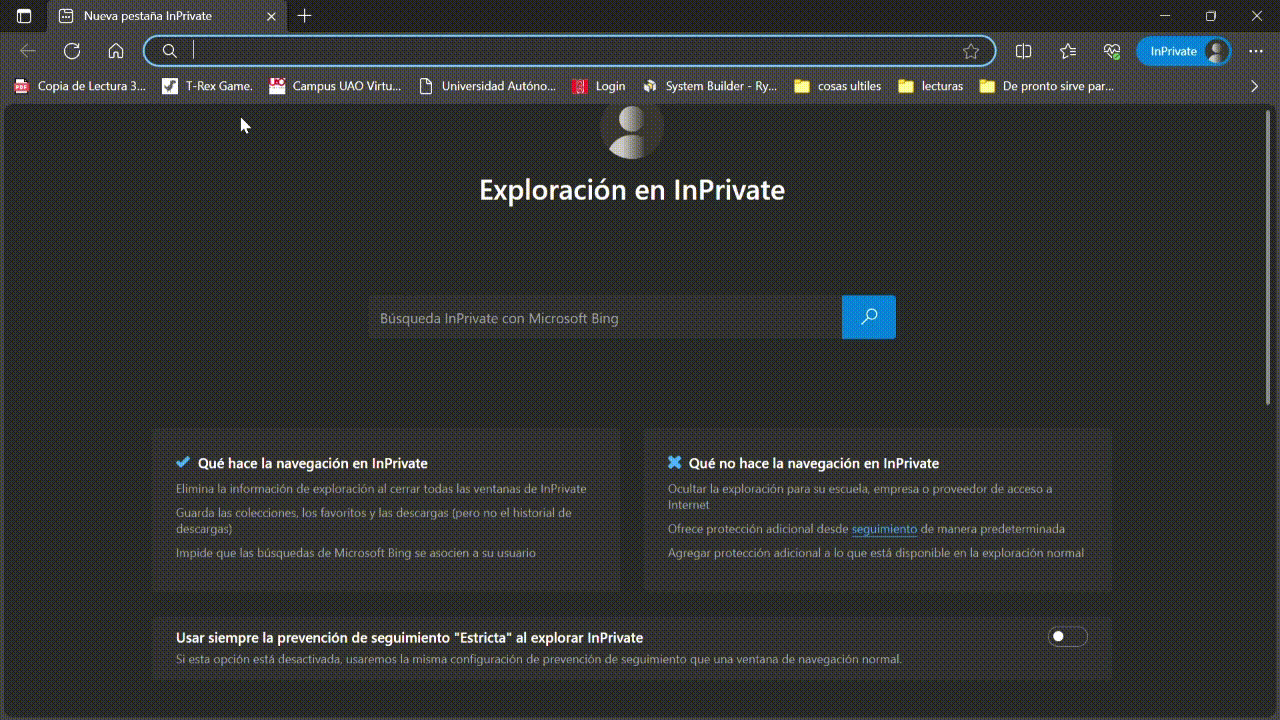 Nueva pestaña InPrivate
InPrivate
Copia de Lectura 3... T-Rex Game. Campus UAO Virtu... Universidad Autóno... Login System Builder - Ry... cosas ultiles lecturas De pronto sirve par...
Exploración en InPrivate
Búsqueda InPrivate con Microsoft Bing
Qué hace la navegación en InPrivate
Elimina la información de exploración al cerrar todas las ventanas de InPrivate
Guarda las colecciones, los favoritos y las descargas (pero no el historial de
descargas)
Impide que las búsquedas de Microsoft Bing se asocien a su usuario
Qué no hace la navegación en InPrivate
Ocultar la exploración para su escuela, empresa o proveedor de acceso a
Internet
Ofrece protección adicional desde seguimiento de manera predeterminada
Agregar protección adicional a lo que está disponible en la exploración normal
Usar siempre la prevención de seguimiento "Estricta" al explorar InPrivate
Si esta opción está desactivada, usaremos la misma configuración de prevención de seguimiento que una ventana de navegación normal.